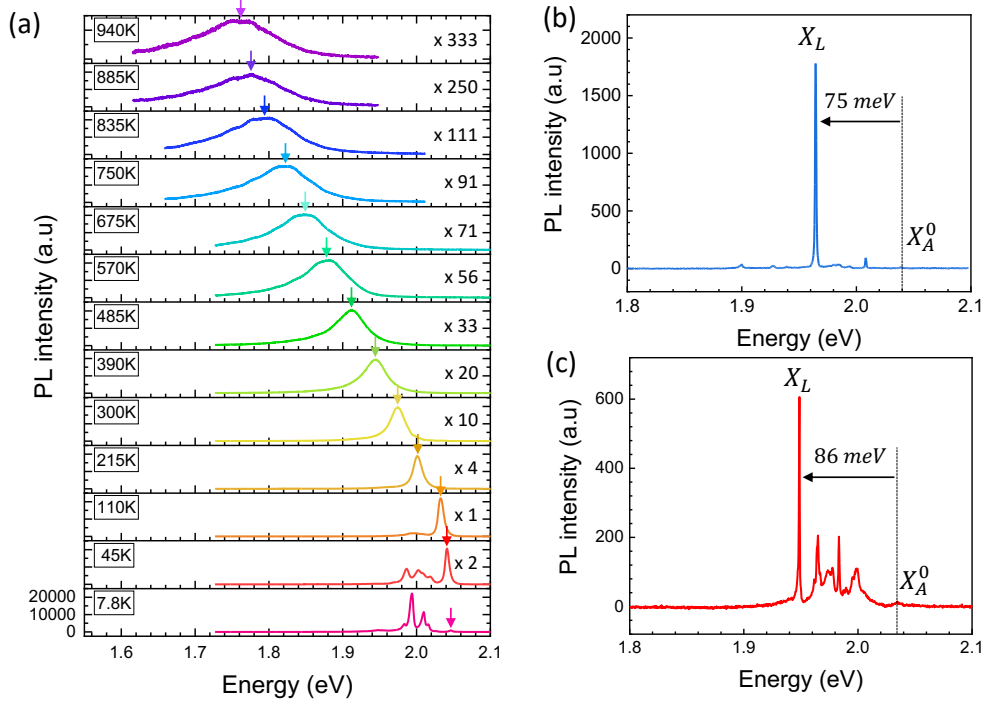 (a)
940K
x 333
885K
x 250
835K
x 111
750K
x 91
675K
x 71
570K
x 56
485K
x 33
390K
x 20
300K
x 10
215K
x 4
110K
x 1
45K
x 2
7.8K
20000
10000
0
PL intensity (a.u)
1.6 1.7 1.8 1.9 2.0 2.1
Energy (eV)
(b)
2000
1500
1000
500
0
PL intensity (a.u)
X_L
75 meV
X_A^0
1.8 1.9 2.0 2.1
Energy (eV)
(c)
600
400
200
0
PL intensity (a.u)
X_L
86 meV
X_A^0
1.8 1.9 2.0 2.1
Energy (eV)